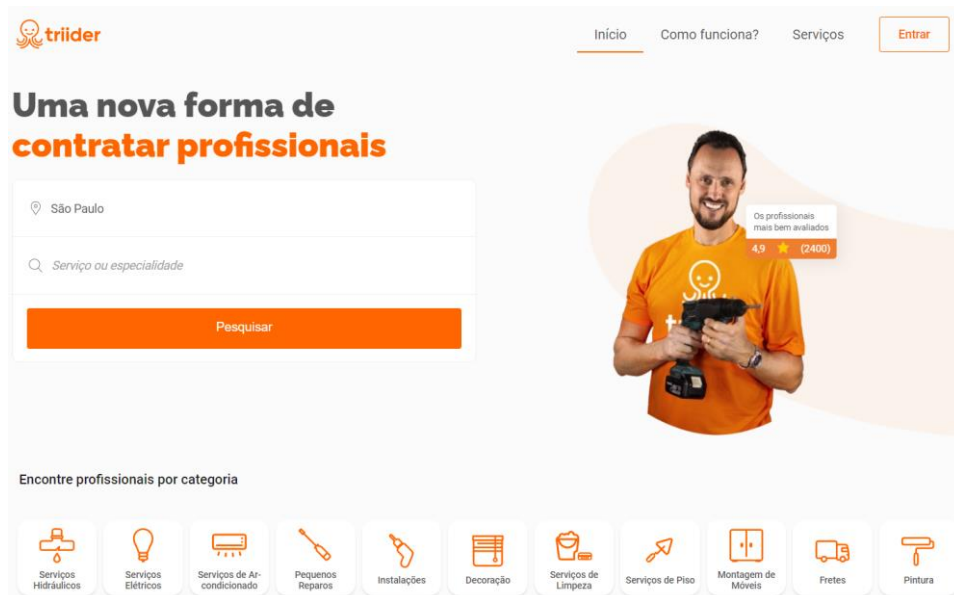 triider
Início
Como funciona?
Serviços
Entrar
Uma nova forma de
contratar profissionais
São Paulo
Serviço ou especialidade
Pesquisar
Os profissionais
mais bem avaliados
4,9 (2400)
Encontre profissionais por categoria
Serviços
Hidráulicos
Serviços
Elétricos
Serviços de Ar-
condicionado
Pequenos
Reparos
Instalações
Decoração
Serviços de
Limpeza
Serviços de Piso
Montagem de
Móveis
Fretes
Pintura